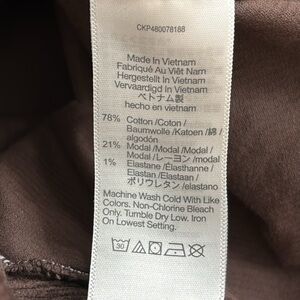 CKP480078188
Made In Vietnam
Fabriqué Au Viêt Nam
Hergestellt In Vietnam
Vervaardigd In Vietnam
ベトナム製
hecho en vietnam
78% Cotton /Coton /
Baumwolle /Katoen /綿 /
algodón
21% Modal /Modal /Modal /
Modal /レーヨン /modal
1% Elastane /Élasthanne /
Elastan /Elastaan /
ポリウレタン /elastano
Machine Wash Cold With Like
Colors. Non-Chlorine Bleach
Only. Tumble Dry Low. Iron
On Lowest Setting.
30